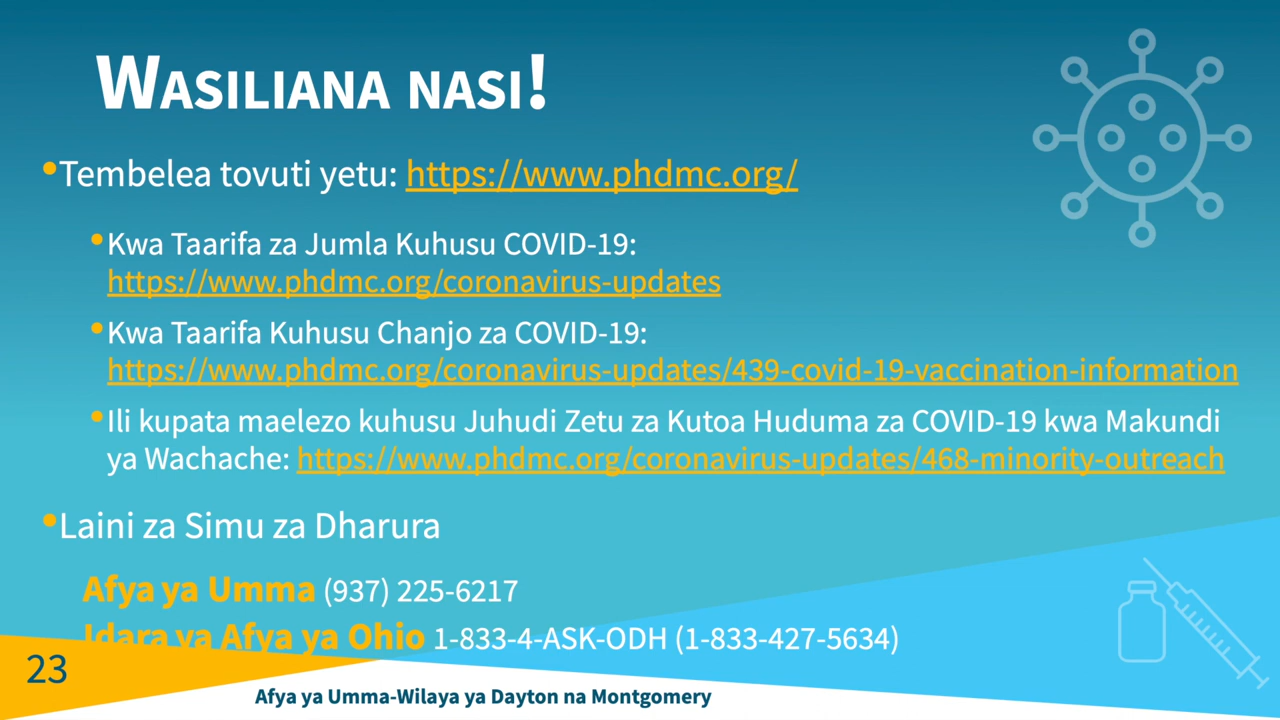 WASILIANA NASI!
•Tembelea tovuti yetu: https://www.phdmc.org/
•Kwa Taarifa za Jumla Kuhusu COVID-19:
https://www.phdmc.org/coronavirus-updates
•Kwa Taarifa Kuhusu Chanjo za COVID-19:
https://www.phdmc.org/coronavirus-updates/439-covid-19-vaccination-information
•Ili kupata maelezo kuhusu Juhudi Zetu za Kutoa Huduma za COVID-19 kwa Makundi
ya Wachache: https://www.phdmc.org/coronavirus-updates/468-minority-outreach
•Laini za Simu za Dharura
Afya ya Umma (937) 225-6217
Idara ya Afya ya Ohio 1-833-4-ASK-ODH (1-833-427-5634)
23
Afya ya Umma-Wilaya ya Dayton na Montgomery